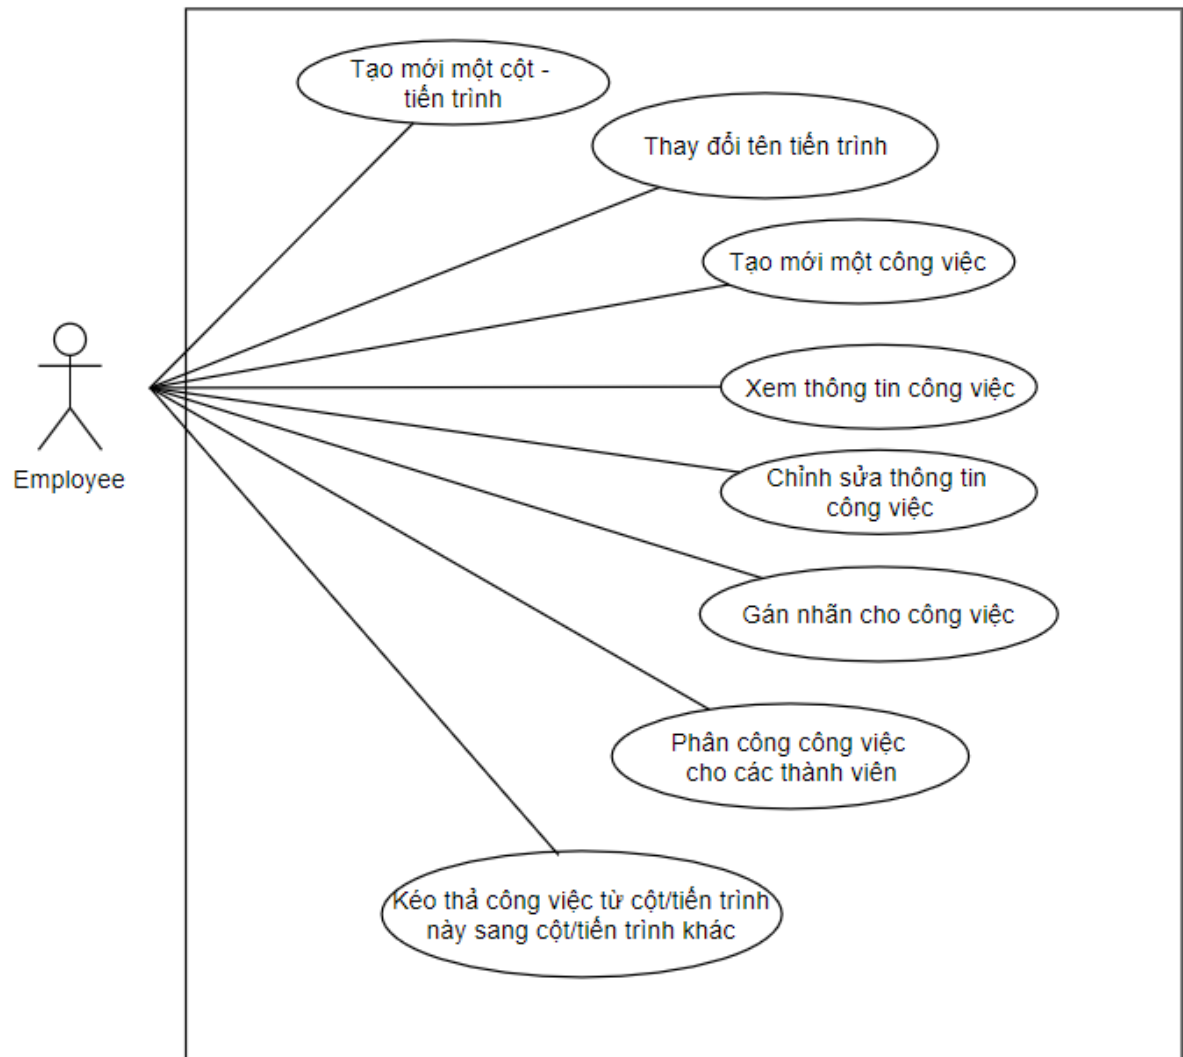 Tạo mới một cột -
tiến trình
Thay đổi tên tiến trình
Tạo mới một công việc
Xem thông tin công việc
Employee
Chỉnh sửa thông tin
công việc
Gán nhãn cho công việc
Phân công công việc
cho các thành viên
Kéo thả công việc từ cột/tiến trình
này sang cột/tiến trình khác